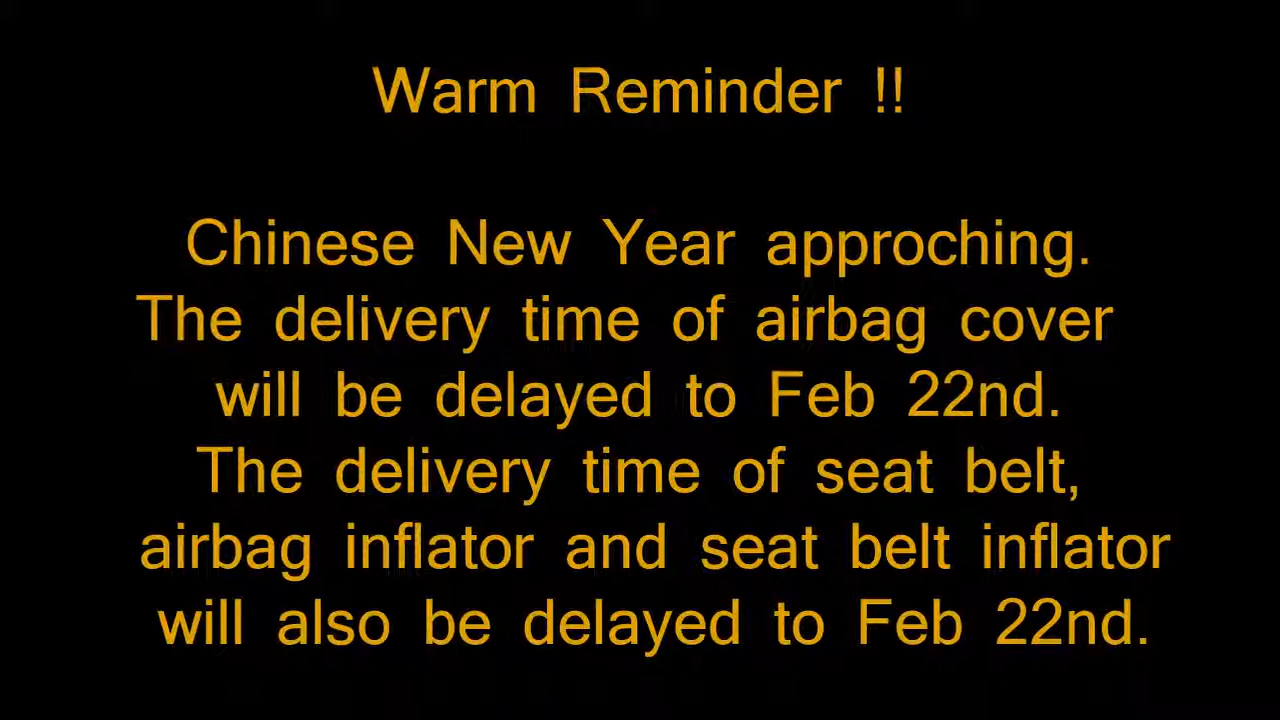 Warm Reminder !!
Chinese New Year approching.
The delivery time of airbag cover
will be delayed to Feb 22nd.
The delivery time of seat belt,
airbag inflator and seat belt inflator
will also be delayed to Feb 22nd.